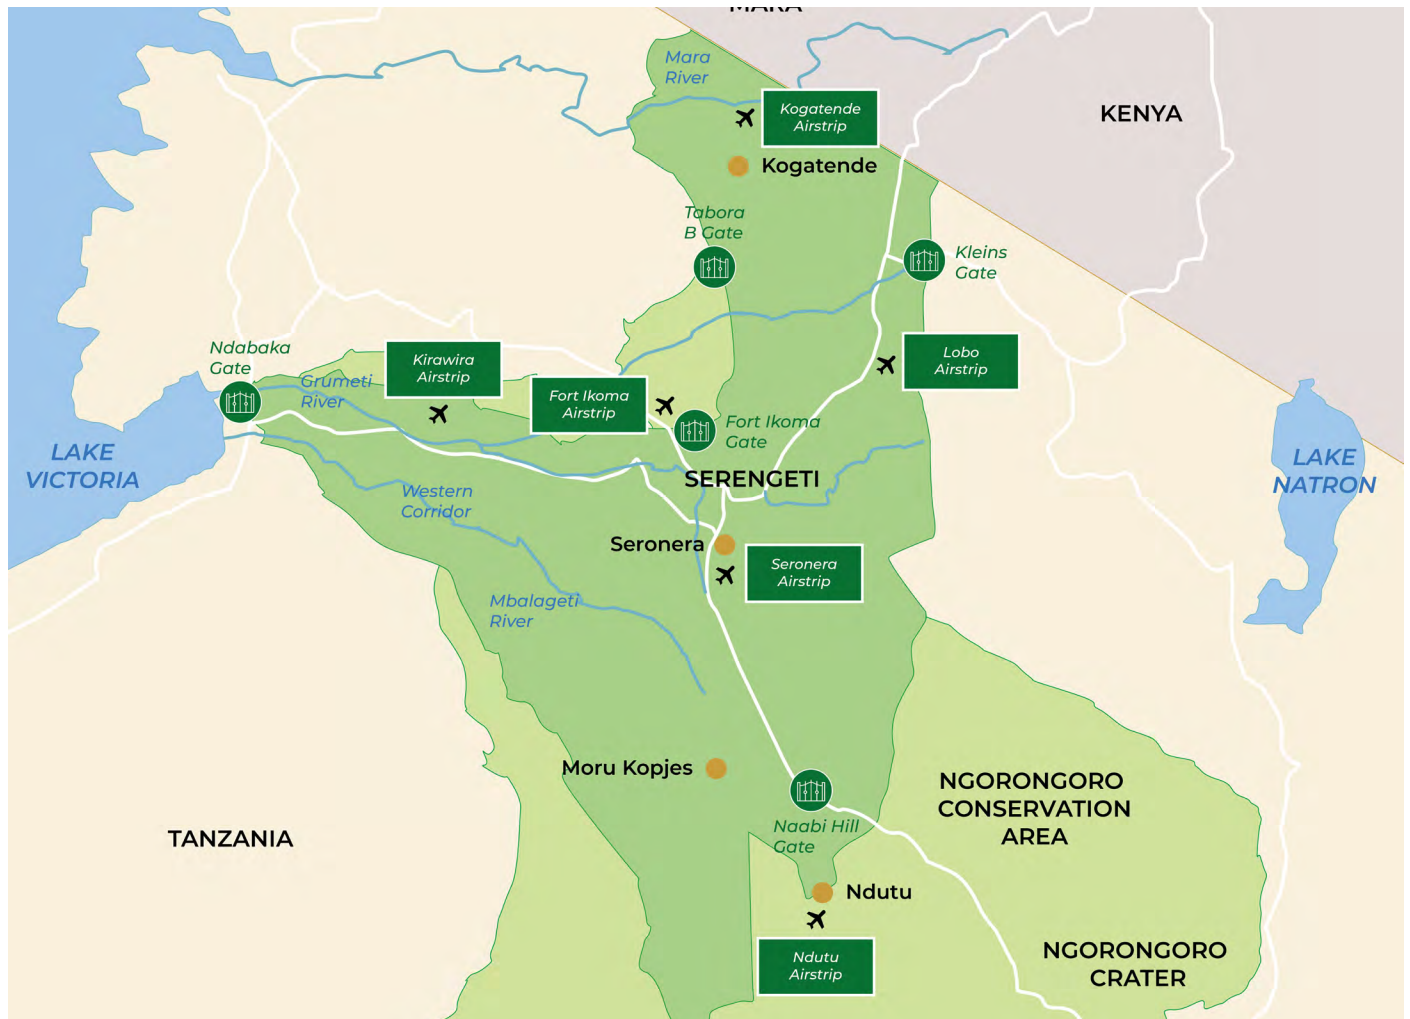 MARA
Mara
River
Kogatende
Airstrip
KENYA
Kogatende
Tabora
B Gate
Kleins
Gate
Ndabaka
Gate
Kirawira
Airstrip
Lobo
Airstrip
Grumeti
River
Fort Ikoma
Airstrip
Fort Ikoma
Gate
LAKE
VICTORIA
SERENGETI
LAKE
NATRON
Western
Corridor
Seronera
Seronera
Airstrip
Mbalageti
River
Moru Kopjes
NGORONGORO
CONSERVATION
AREA
TANZANIA
Naabi Hill
Gate
Ndutu
Ndutu
Airstrip
NGORONGORO
CRATER